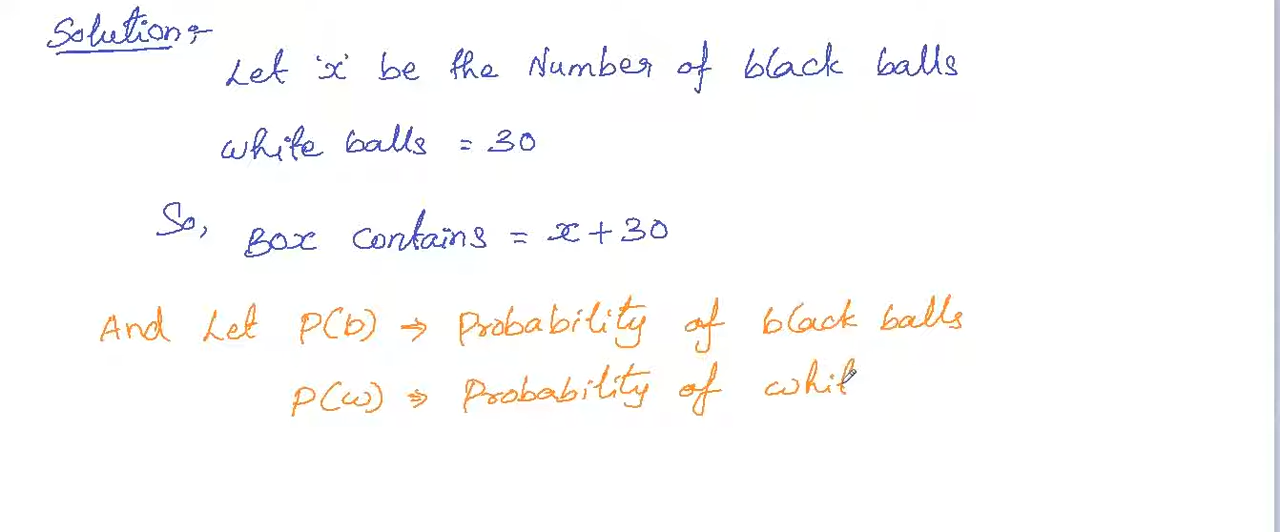 Solution:-
Let 'x' be the Number of black balls
white balls = 30
So, Box contains = x + 30
And Let P(b) ⇒ Probability of black balls
P(w) ⇒ Probability of whit